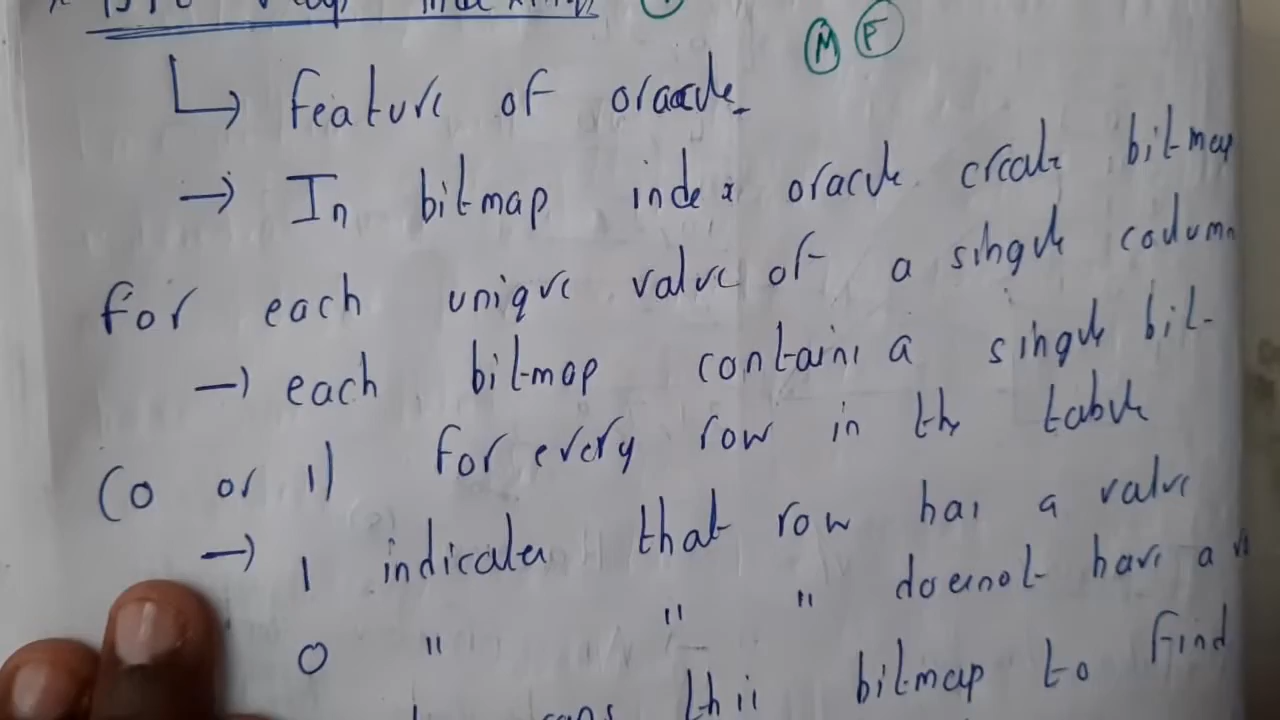 M F
feature of oracle
→ In bitmap index oracle create bitmap
for each unique value of a single column
→ each bitmap contains a single bit
(0 or 1) for every row in the table
→ 1 indicates that row has a value
0 " " " doesnot have a
scans this bitmap to find